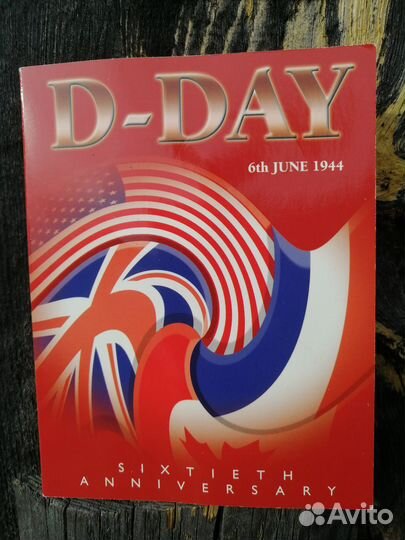 D-DAY
6th JUNE 1944
SIXTIETH
ANNIVERSARY
Avito